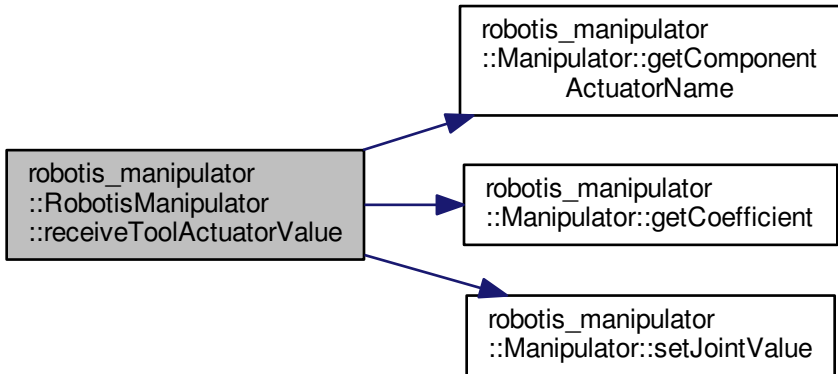 robotis_manipulator
::RobotisManipulator
::receiveToolActuatorValue
robotis_manipulator
::Manipulator::getComponent
ActuatorName
robotis_manipulator
::Manipulator::getCoefficient
robotis_manipulator
::Manipulator::setJointValue